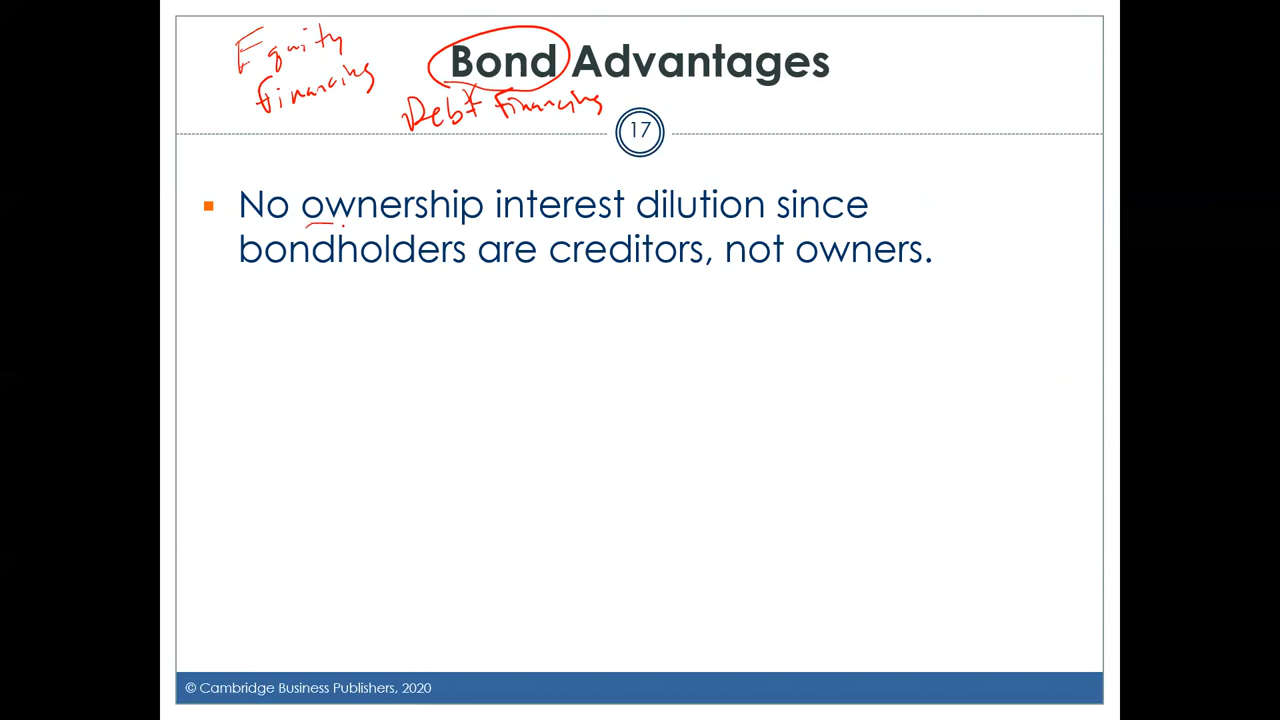 Equity
financing
Bond Advantages
Debt financing
17
No ownership interest dilution since
bondholders are creditors, not owners.
© Cambridge Business Publishers, 2020